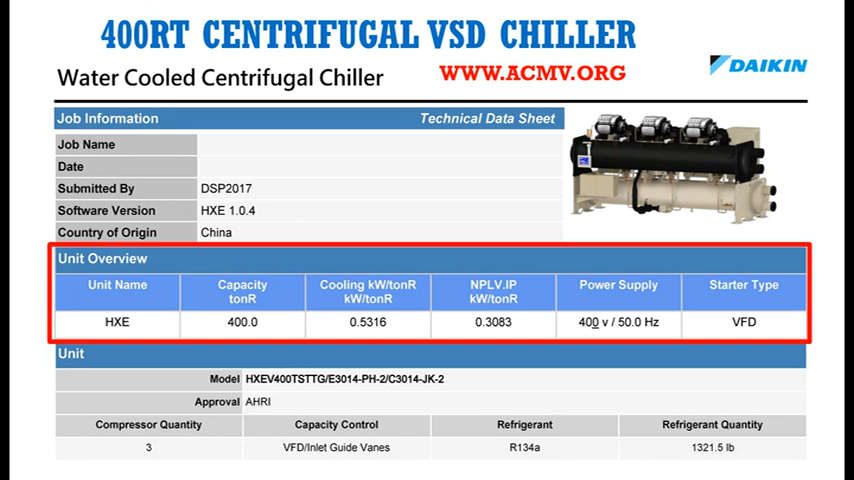 400RT CENTRIFUGAL VSD CHILLER
Water Cooled Centrifugal Chiller
WWW.ACMV.ORG
DAIKIN
Job Information Technical Data Sheet
Job Name
Date
Submitted By DSP2017
Software Version HXE 1.0.4
Country of Origin China
Unit Overview
Unit Name Capacity Cooling kW/tonR NPLV.IP Power Supply Starter Type
tonR kW/tonR kW/tonR
HXE 400.0 0.5316 0.3083 400 v / 50.0 Hz VFD
Unit
Model HXEV400TSTTG/E3014-PH-2/C3014-JK-2
Approval AHRI
Compressor Quantity Capacity Control Refrigerant Refrigerant Quantity
3 VFD/Inlet Guide Vanes R134a 1321.5 lb